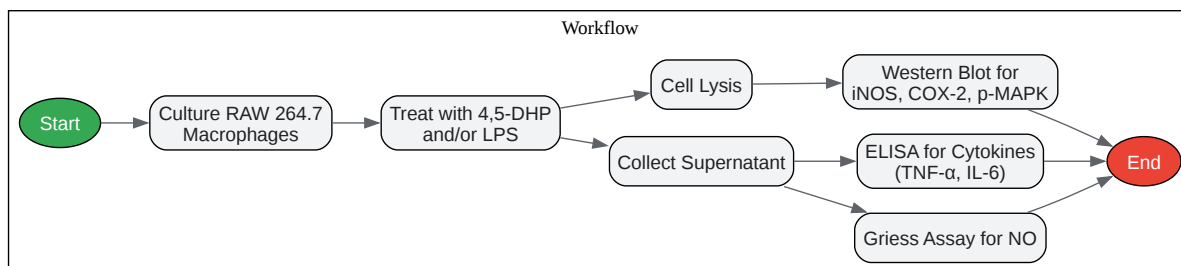 Workflow
Start
Culture RAW 264.7
Macrophages
Treat with 4,5-DHP
and/or LPS
Cell Lysis
Collect Supernatant
Western Blot for
iNOS, COX-2, p-MAPK
ELISA for Cytokines
(TNF-α, IL-6)
Griess Assay for NO
End